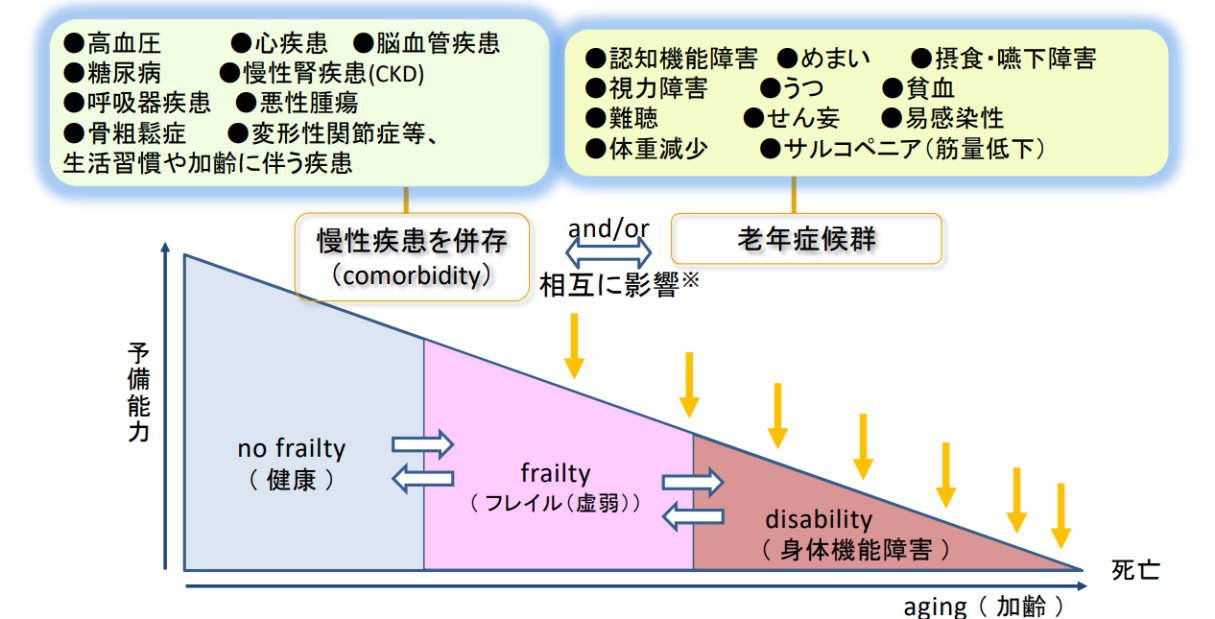 ●高血圧 ●心疾患 ●脳血管疾患
●糖尿病 ●慢性腎疾患(CKD)
●呼吸器疾患 ●悪性腫瘍
●骨粗鬆症 ●変形性関節症等、
生活習慣や加齢に伴う疾患
●認知機能障害 ●めまい ●摂食・嚥下障害
●視力障害 ●うつ ●貧血
●難聴 ●せん妄 ●易感染性
●体重減少 ●サルコペニア(筋量低下)
慢性疾患を併存
(comorbidity)
and/or
相互に影響※
老年症候群
予備能力
no frailty
( 健康 )
frailty
( フレイル(虚弱))
disability
( 身体機能障害 )
死亡
aging ( 加齢 )